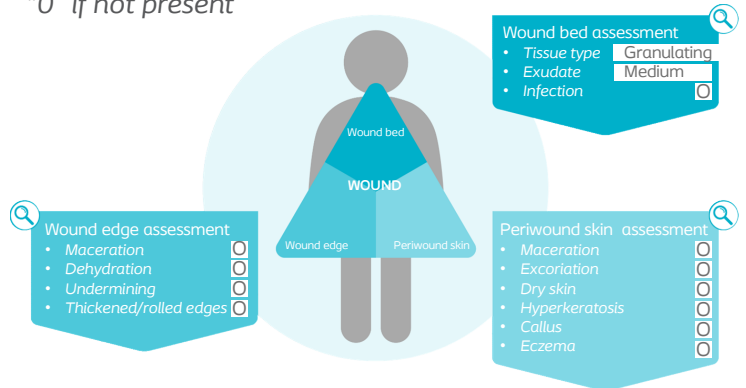 "0" if not present
Wound bed assessment
• Tissue type Granulating
• Exudate Medium
• Infection O
Wound bed
WOUND
Wound edge
Periwound skin
Wound edge assessment
• Maceration O
• Dehydration O
• Undermining O
• Thickened/rolled edges O
Periwound skin assessment
• Maceration O
• Excoriation O
• Dry skin O
• Hyperkeratosis O
• Callus O
• Eczema O